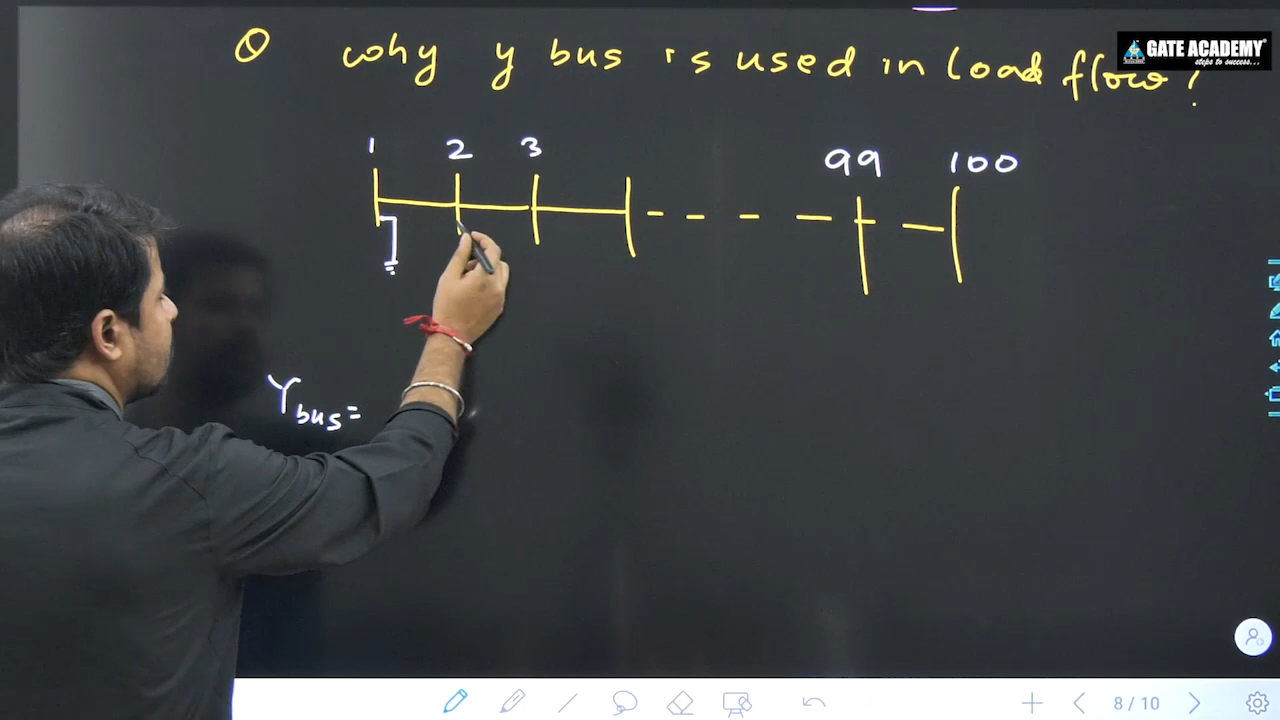 Q why y bus is used in load flow?
GATE ACADEMY®
steps to success...
1 2 3 99 100
Ybus=
8/10